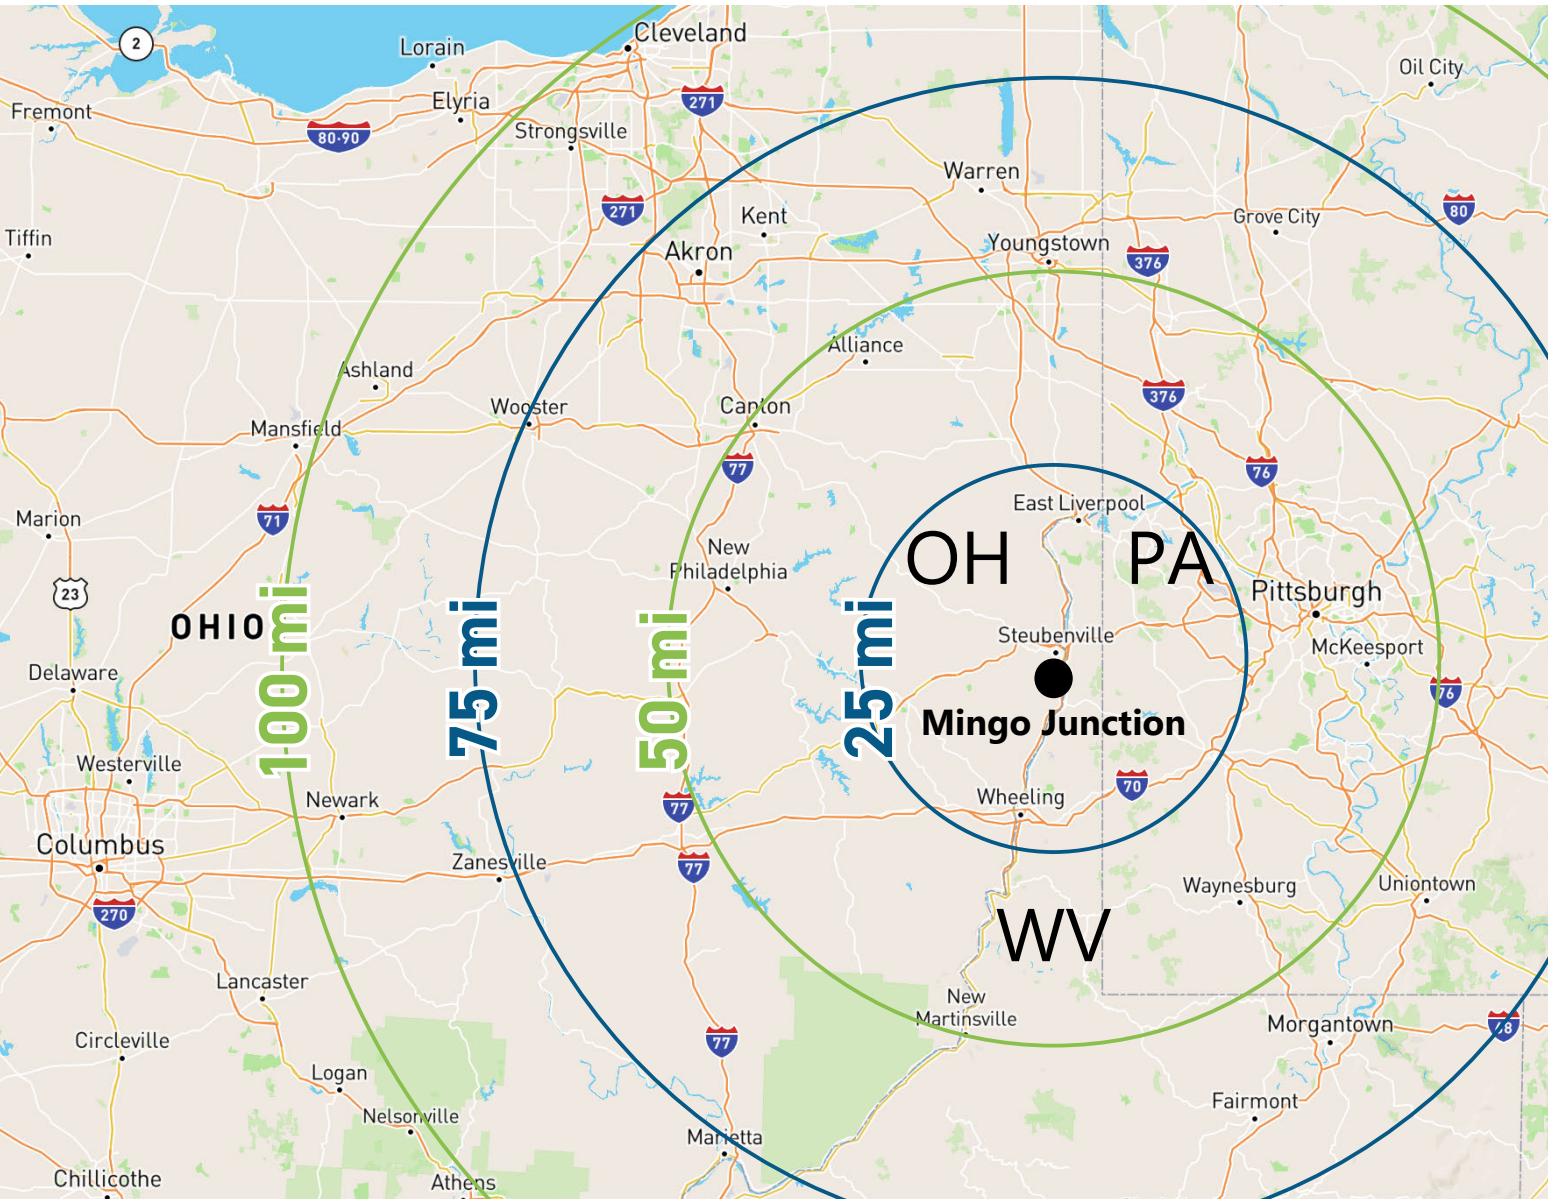 Cleveland
2
Lorain
Oil City
Elyria
271
Fremont
80-90
Strongsville
Warren
271
Kent
Grove City
80
Tiffin
Akron
Youngstown
376
Alliance
Ashland
376
Wooster
Canton
Mansfield
77
76
East Liverpool
Marion
71
OH
PA
New
Philadelphia
23
Pittsburgh
OHIO
100 mi
75 mi
50 mi
25 mi
Steubenville
McKeesport
Delaware
76
Mingo Junction
Westerville
70
Newark
77
Wheeling
Columbus
Zanesville
77
Waynesburg
Uniontown
270
WV
Lancaster
New
Martinsville
Circleville
77
Morgantown
68
Logan
Nelsonville
Fairmont
Marietta
Chillicothe
Athens